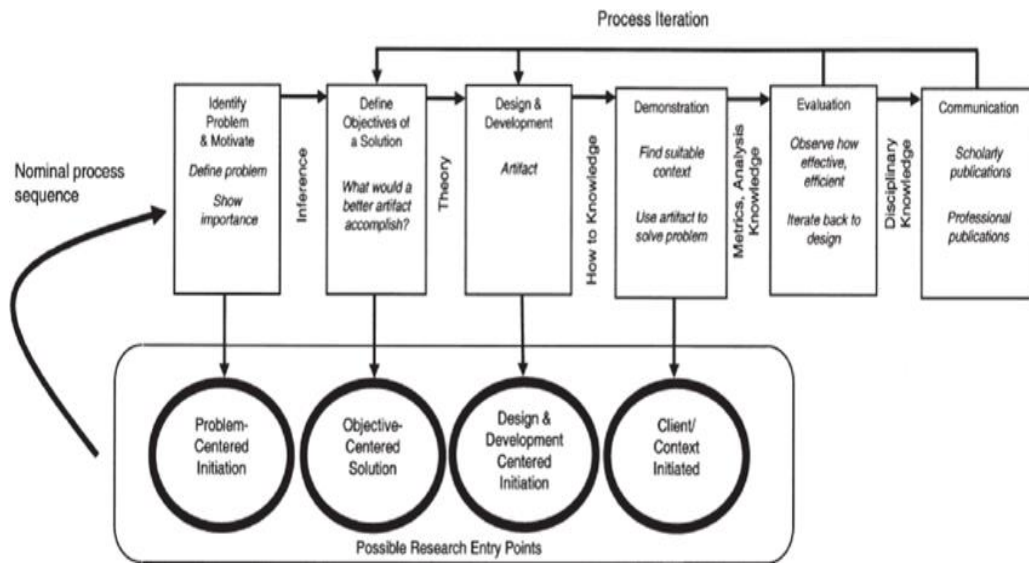 Process Iteration
Nominal process
sequence
Identify
Problem
& Motivate
Define problem
Show
importance
Inference
Define
Objectives of
a Solution
What would a
better artifact
accomplish?
Theory
Design &
Development
Artifact
How to Knowledge
Demonstration
Find suitable
context
Use artifact to
solve problem
Metrics, Analysis
Knowledge
Evaluation
Observe how
effective,
efficient
Iterate back to
design
Disciplinary
Knowledge
Communication
Scholarly
publications
Professional
publications
Problem-
Centered
Initiation
Objective-
Centered
Solution
Design &
Development
Centered
Initiation
Client/
Context
Initiated
Possible Research Entry Points